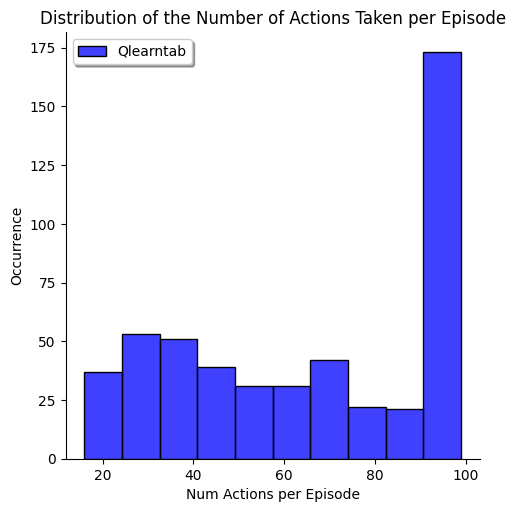 Distribution of the Number of Actions Taken per Episode
Qlearntab
175
150
125
100
75
50
25
0
Occurrence
20 40 60 80 100
Num Actions per Episode